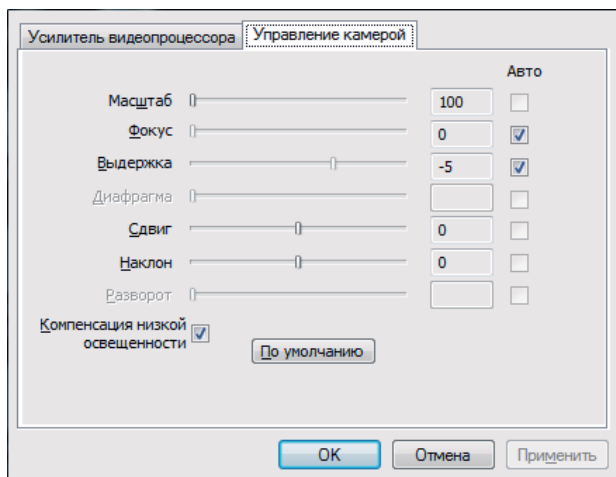 Усилитель видеопроцессора
Управление камерой
Авто
Масштаб 100
Фокус 0
Выдержка -5
Диафрагма
Сдвиг 0
Наклон 0
Разворот
Компенсация низкой
освещенности
По умолчанию
OK
Отмена
Применить